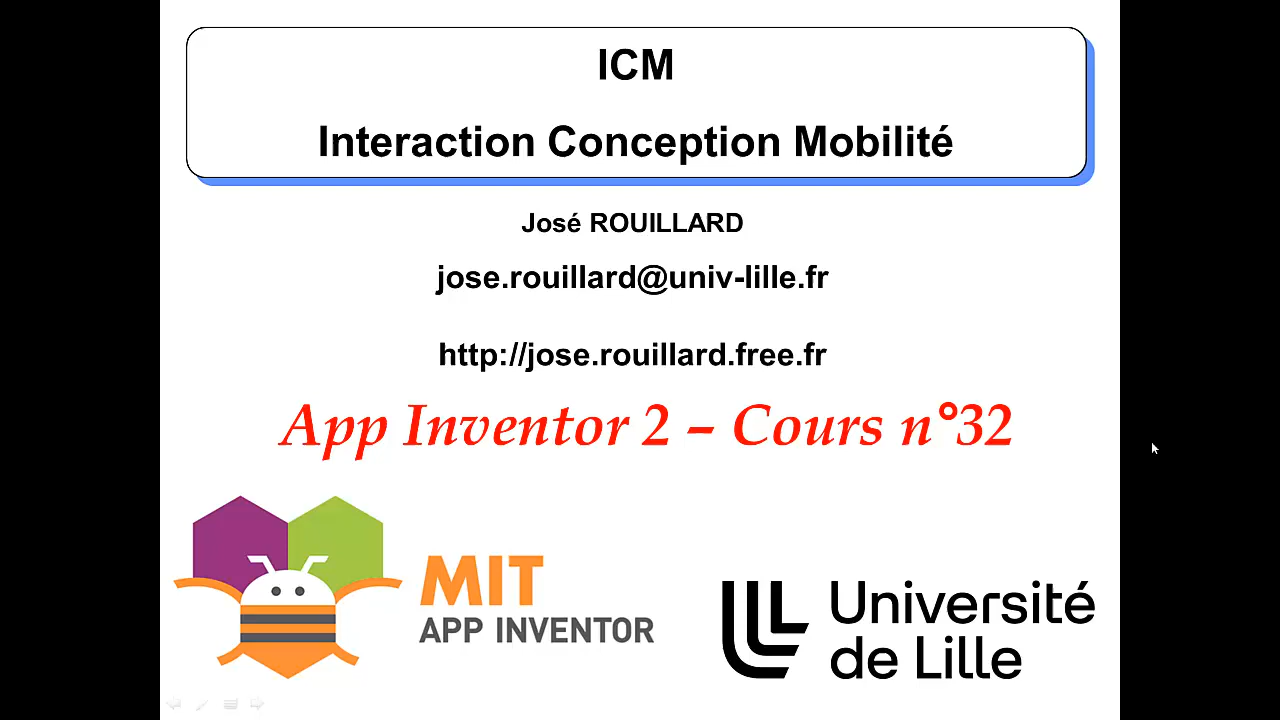 ICM
Interaction Conception Mobilité
José ROUILLARD
jose.rouillard@univ-lille.fr
http://jose.rouillard.free.fr
App Inventor 2 – Cours n°32
MIT
APP INVENTOR
Université
de Lille